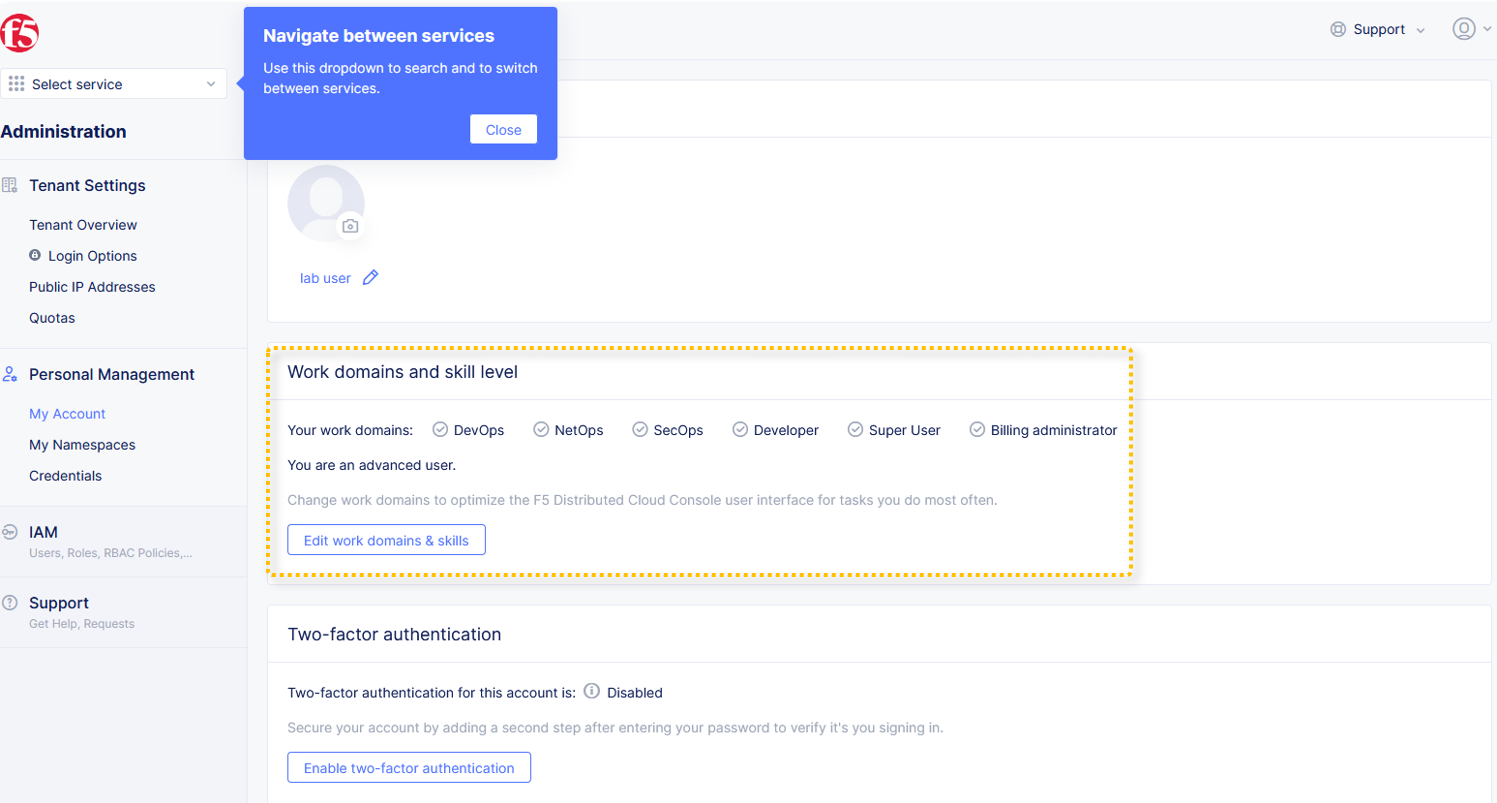 f5
Support
Select service
Navigate between services
Use this dropdown to search and to switch
between services.
Close
Administration
Tenant Settings
Tenant Overview
Login Options
Public IP Addresses
Quotas
Personal Management
My Account
My Namespaces
Credentials
IAM
Users, Roles, RBAC Policies,...
Support
Get Help, Requests
lab user
Work domains and skill level
Your work domains: DevOps NetOps SecOps Developer Super User Billing administrator
You are an advanced user.
Change work domains to optimize the F5 Distributed Cloud Console user interface for tasks you do most often.
Edit work domains & skills
Two-factor authentication
Two-factor authentication for this account is: Disabled
Secure your account by adding a second step after entering your password to verify it's you signing in.
Enable two-factor authentication